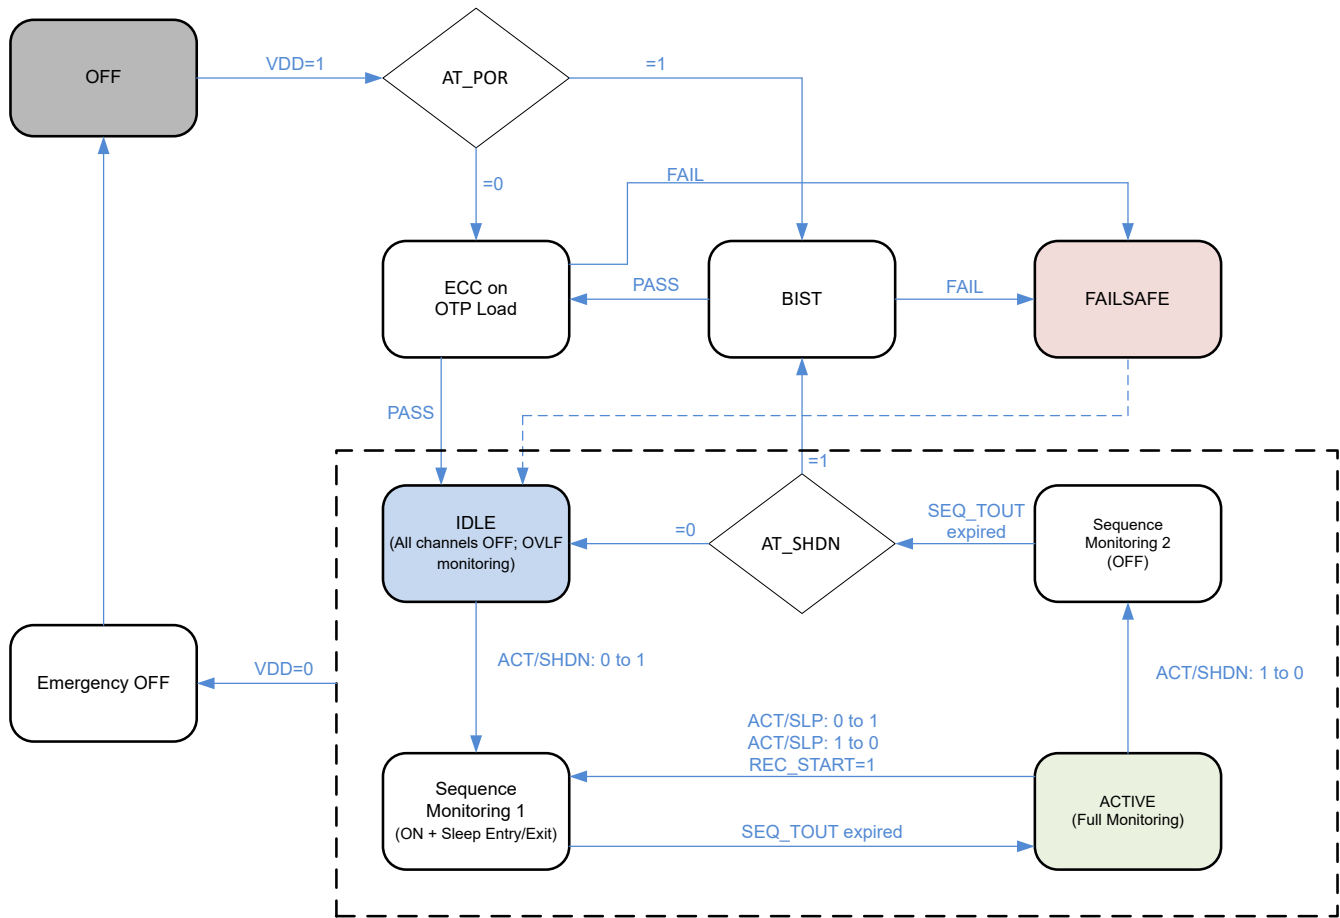 OFF
VDD=1
AT_POR
=1
=0
FAIL
ECC on
OTP Load
PASS
BIST
FAIL
FAILSAFE
PASS
=1
IDLE
(All channels OFF; OVLF
monitoring)
=0
AT_SHDN
SEQ_TOUT
expired
Sequence
Monitoring 2
(OFF)
Emergency OFF
VDD=0
ACT/SHDN: 0 to 1
ACT/SHDN: 1 to 0
ACT/SLP: 0 to 1
ACT/SLP: 1 to 0
REC_START=1
Sequence
Monitoring 1
(ON + Sleep Entry/Exit)
SEQ_TOUT expired
ACTIVE
(Full Monitoring)